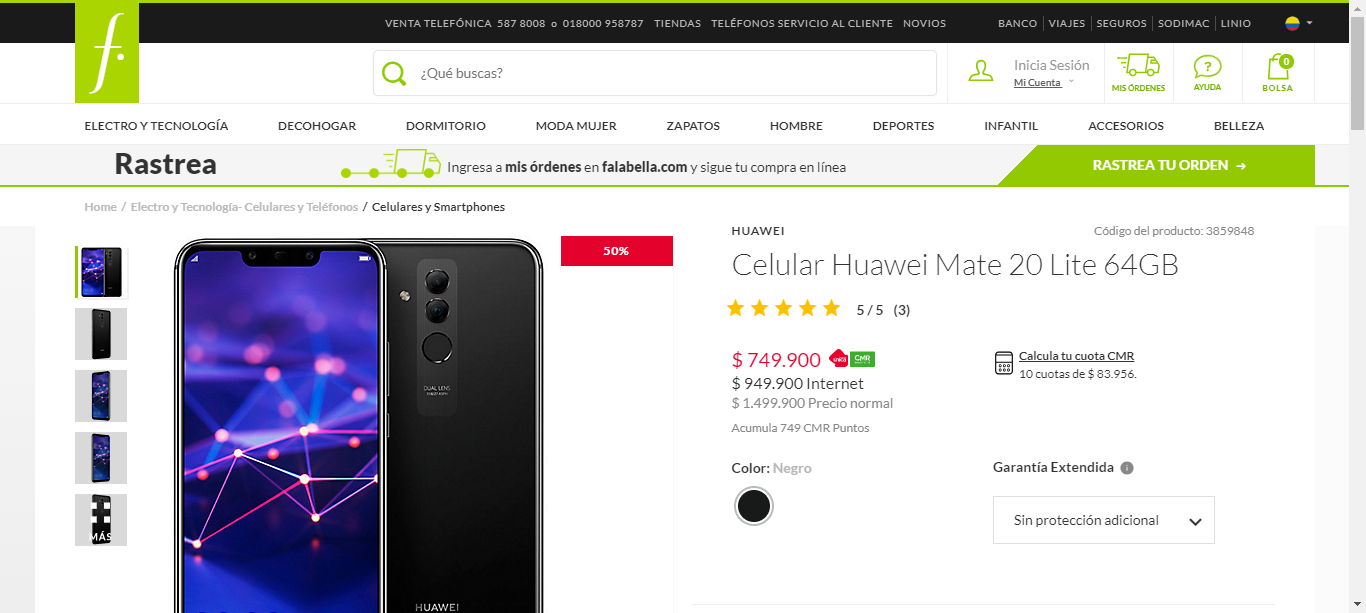 VENTA TELEFÓNICA 587 8008 o 018000 958787 TIENDAS TELÉFONOS SERVICIO AL CLIENTE NOVIOS BANCO VIAJES SEGUROS SODIMAC LINIO
f.
¿Qué buscas?
Inicia Sesión
Mi Cuenta
MIS ÓRDENES
?
AYUDA
0
BOLSA
ELECTRO Y TECNOLOGÍA DECOHOGAR DORMITORIO MODA MUJER ZAPATOS HOMBRE DEPORTES INFANTIL ACCESORIOS BELLEZA
Rastrea Ingresa a mis órdenes en falabella.com y sigue tu compra en línea RASTREA TU ORDEN →
Home / Electro y Tecnología- Celulares y Teléfonos / Celulares y Smartphones
50%
MÁS
DUAL LENS
HUAWEI
HUAWEI Código del producto: 3859848
Celular Huawei Mate 20 Lite 64GB
5 / 5 (3)
$ 749.900 CMR
$ 949.900 Internet
$ 1.499.900 Precio normal
Acumula 749 CMR Puntos
Calcula tu cuota CMR
10 cuotas de $ 83.956.
Color: Negro
Garantía Extendida i
Sin protección adicional